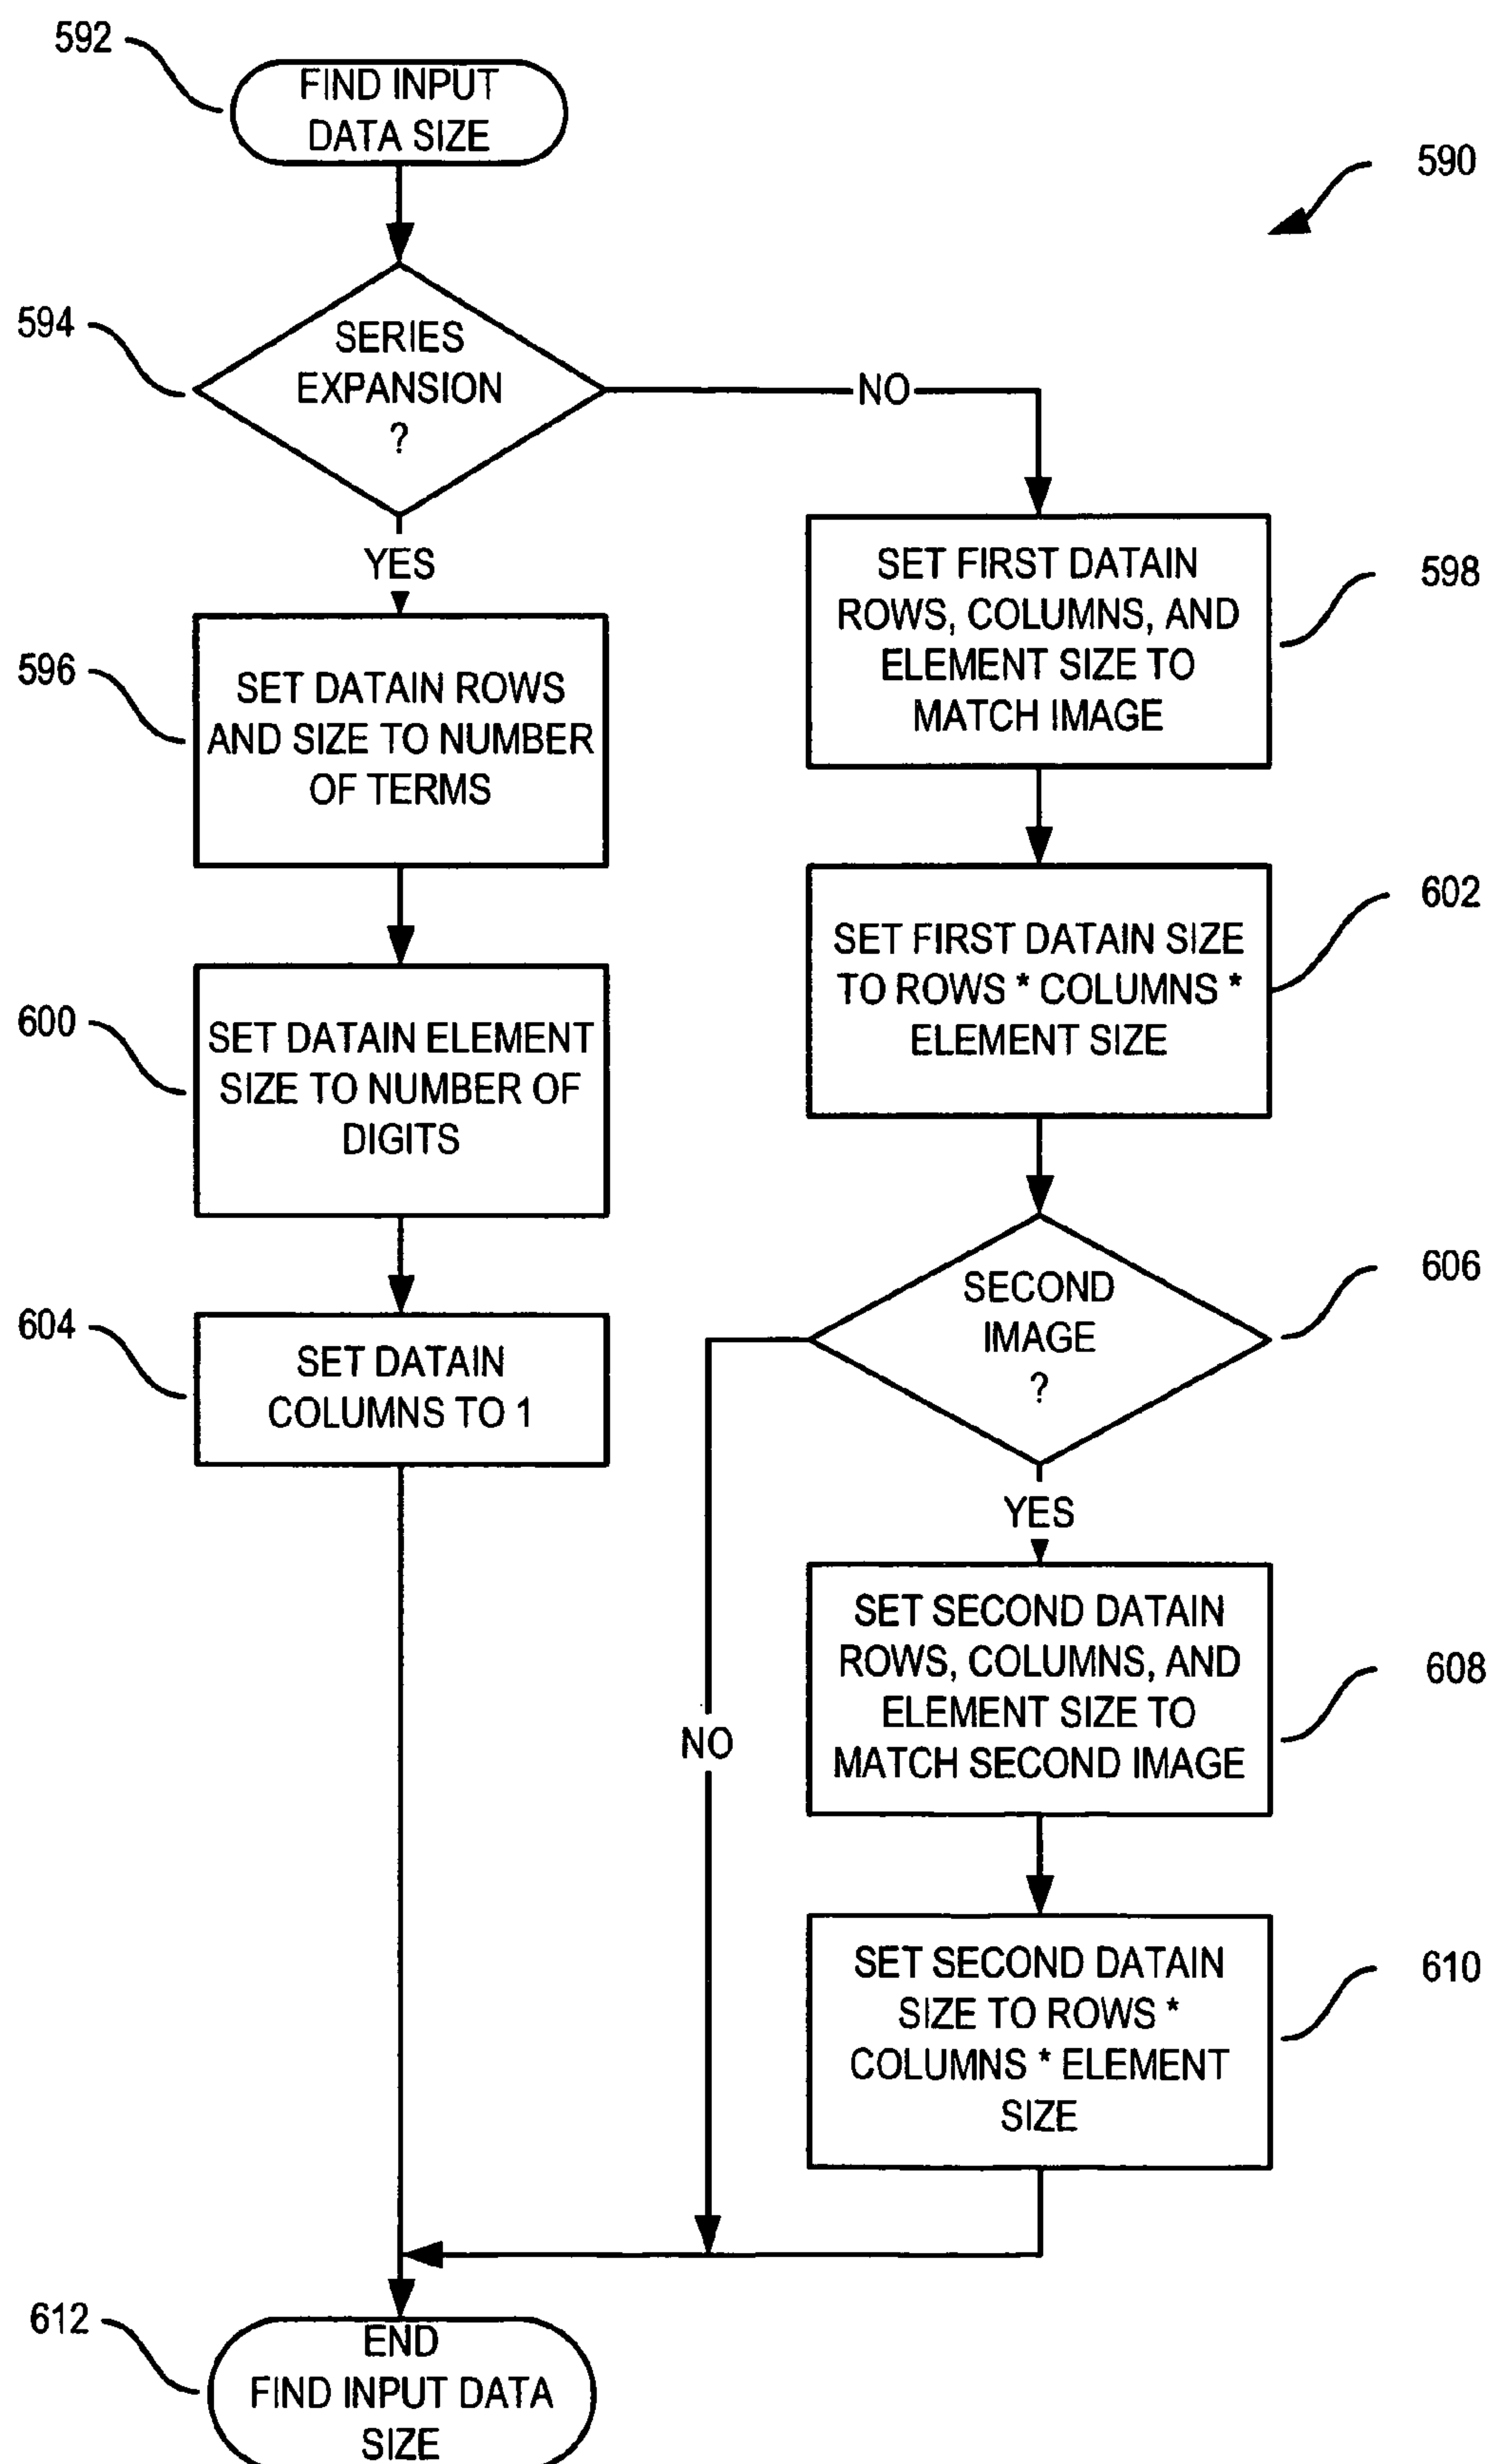 592
FIND INPUT
DATA SIZE
590
594
SERIES
EXPANSION
?
NO
YES
598
SET FIRST DATAIN
ROWS, COLUMNS, AND
ELEMENT SIZE TO
MATCH IMAGE
596
SET DATAIN ROWS
AND SIZE TO NUMBER
OF TERMS
602
SET FIRST DATAIN SIZE
TO ROWS * COLUMNS *
ELEMENT SIZE
600
SET DATAIN ELEMENT
SIZE TO NUMBER OF
DIGITS
606
SECOND
IMAGE
?
604
SET DATAIN
COLUMNS TO 1
YES
NO
608
SET SECOND DATAIN
ROWS, COLUMNS, AND
ELEMENT SIZE TO
MATCH SECOND IMAGE
610
SET SECOND DATAIN
SIZE TO ROWS *
COLUMNS * ELEMENT
SIZE
612
END
FIND INPUT DATA
SIZE